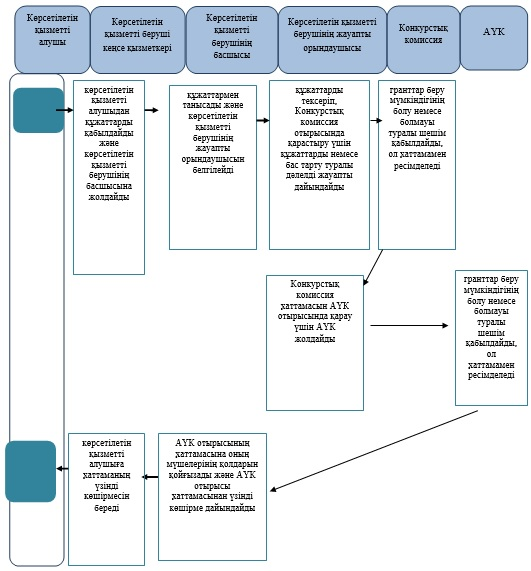 Көрсетілетін
қызметті
алушы
Көрсетілетін
қызметті беруші
кеңсе қызметкері
Көрсетілетін
қызметті
берушінің
басшысы
Көрсетілетін қызметті
берушінің жауапты
орындаушысы
Конкурстық
комиссия
АҮК
көрсетілетін
қызметті
алушыдан
құжаттарды
қабылдайды
және
көрсетілетін
қызметті
берушінің
басшысына
жолдайды
құжаттармен
танысады және
көрсетілетін
қызметті
берушінің
жауапты
орындаушысын
белгілейді
құжаттарды
тексеріп,
Конкурстық
комиссия
отырысында
қарастыру үшін
құжаттарды немесе
бас тарту туралы
дәлелді жауапты
дайындайды
гранттар беру
мүмкіндігінің
болу немесе
болмауы
туралы шешім
қабылдайды,
ол хаттамамен
ресімделеді
Конкурстық
комиссия
хаттамасын АҮК
отырысында қарау
үшін АҮК
жолдайды
гранттар беру
мүмкіндігінің
болу немесе
болмауы
туралы
шешім
қабылдайды,
ол
хаттамамен
ресімделеді
көрсетілетін
қызметті
алушыға
хаттаманың
үзінді
көшірмесін
береді
АҮК отырысының
хаттамасына оның
мүшелерінің қолдарын
қойғызады және АҮК
отырысы
хаттамасынан үзінді
көшірме дайындайды